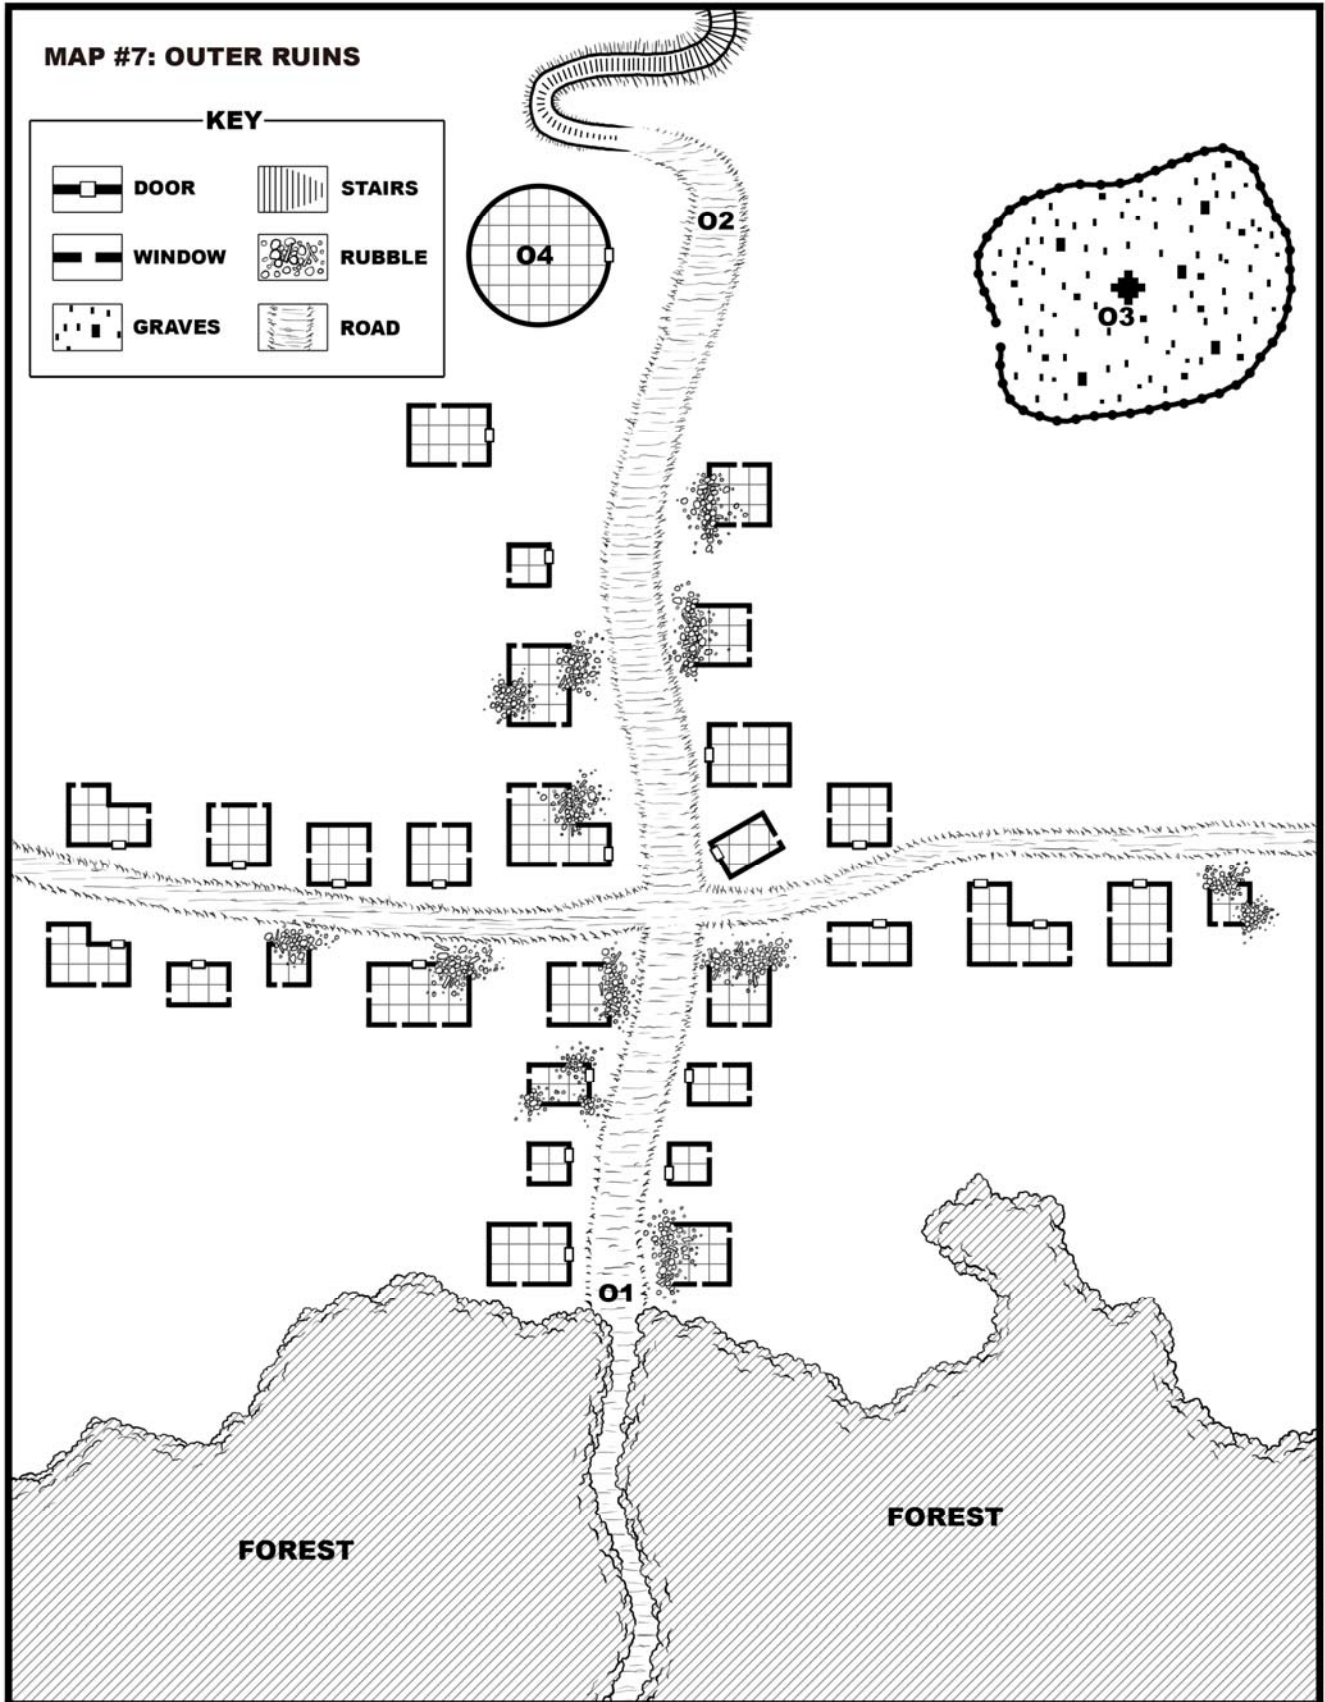 MAP #7: OUTER RUINS
KEY
DOOR
STAIRS
WINDOW
RUBBLE
GRAVES
ROAD
O2
O4
O3
O1
FOREST
FOREST